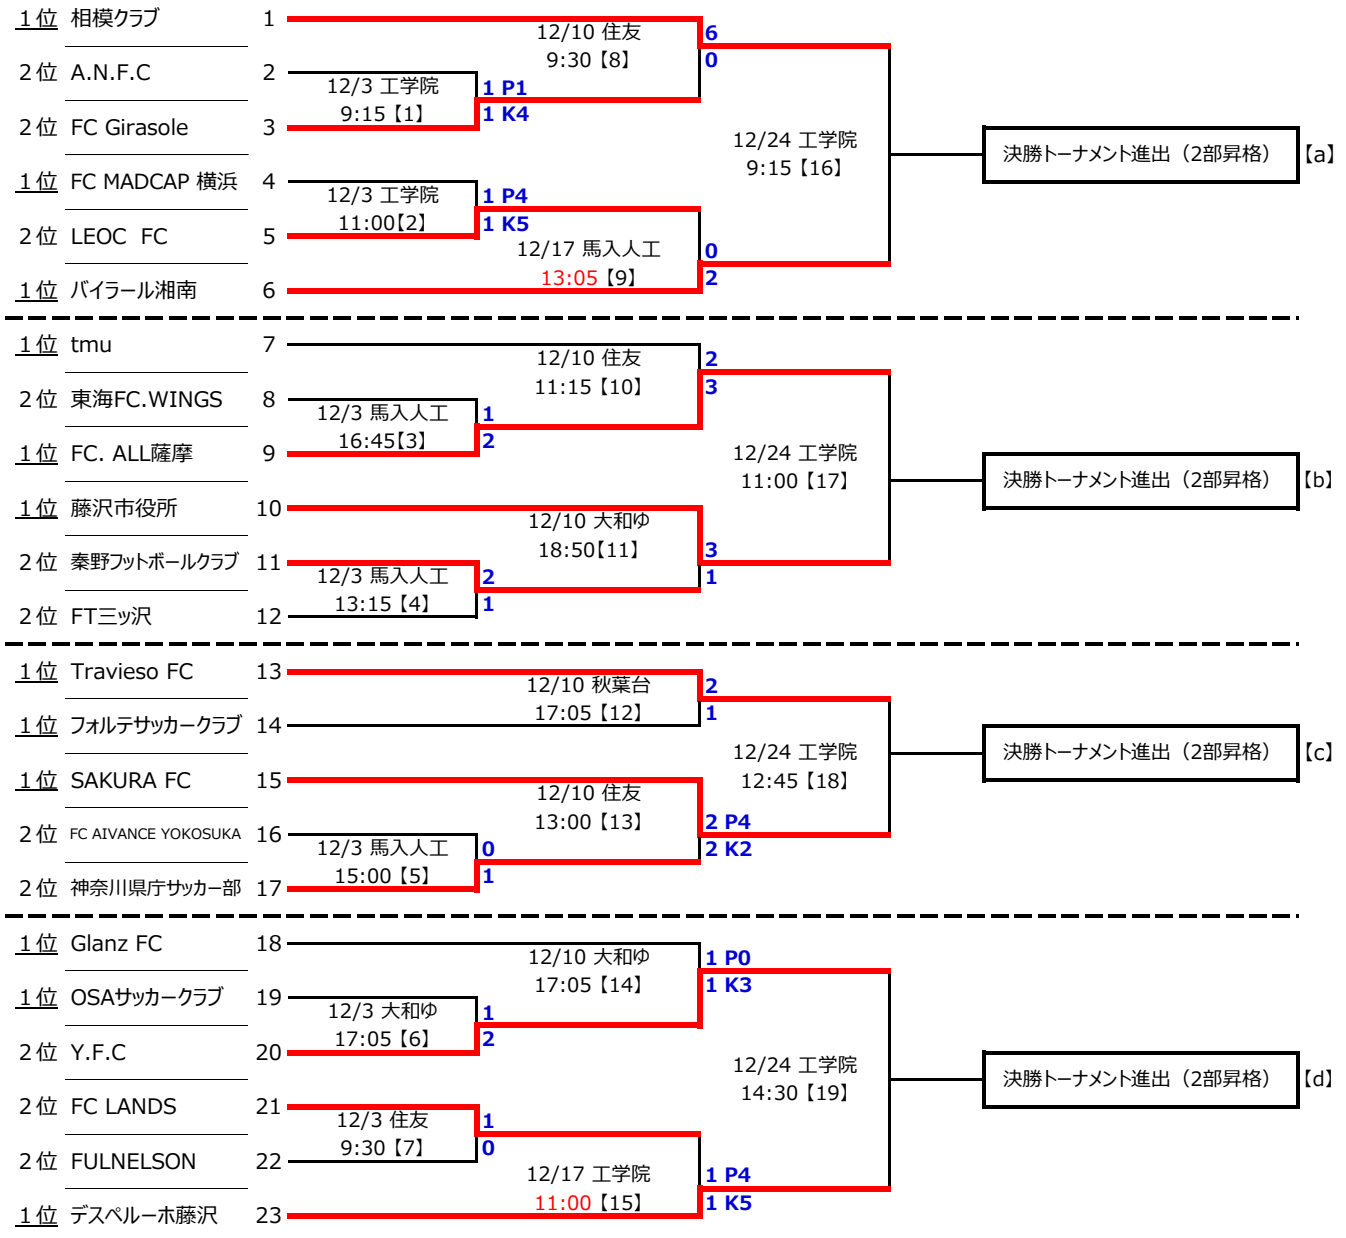 １位 相模クラブ 1
12/10 住友 6
9:30【8】 0
２位 A.N.F.C 2
12/3 工学院 1 P1
9:15【1】 1 K4
２位 FC Girasole 3
12/24 工学院
9:15【16】
決勝トーナメント進出（2部昇格）【a】
１位 FC MADCAP 横浜 4
12/3 工学院 1 P4
11:00【2】 1 K5
２位 LEOC FC 5
12/17 馬入人工 0
13:05【9】 2
１位 バイラール湘南 6
１位 tmu 7
12/10 住友 2
11:15【10】 3
２位 東海FC.WINGS 8
12/3 馬入人工 1
16:45【3】 2
１位 FC. ALL薩摩 9
12/24 工学院
11:00【17】
決勝トーナメント進出（2部昇格）【b】
１位 藤沢市役所 10
12/10 大和ゆ
18:50【11】 3
1
２位 秦野フットボールクラブ 11
12/3 馬入人工 2
13:15【4】 1
２位 FT三ッ沢 12
１位 Travieso FC 13
12/10 秋葉台 2
17:05【12】 1
１位 フォルテサッカークラブ 14
12/24 工学院
12:45【18】
決勝トーナメント進出（2部昇格）【c】
１位 SAKURA FC 15
12/10 住友
13:00【13】 2 P4
2 K2
２位 FC AIVANCE YOKOSUKA 16
12/3 馬入人工 0
15:00【5】 1
２位 神奈川県庁サッカー部 17
１位 Glanz FC 18
12/10 大和ゆ 1 P0
17:05【14】 1 K3
１位 OSAサッカークラブ 19
12/3 大和ゆ 1
17:05【6】 2
２位 Y.F.C 20
12/24 工学院
14:30【19】
決勝トーナメント進出（2部昇格）【d】
２位 FC LANDS 21
12/3 住友 1
9:30【7】 0
２位 FULNELSON 22
12/17 工学院 1 P4
11:00【15】 1 K5
１位 デスペルーホ藤沢 23